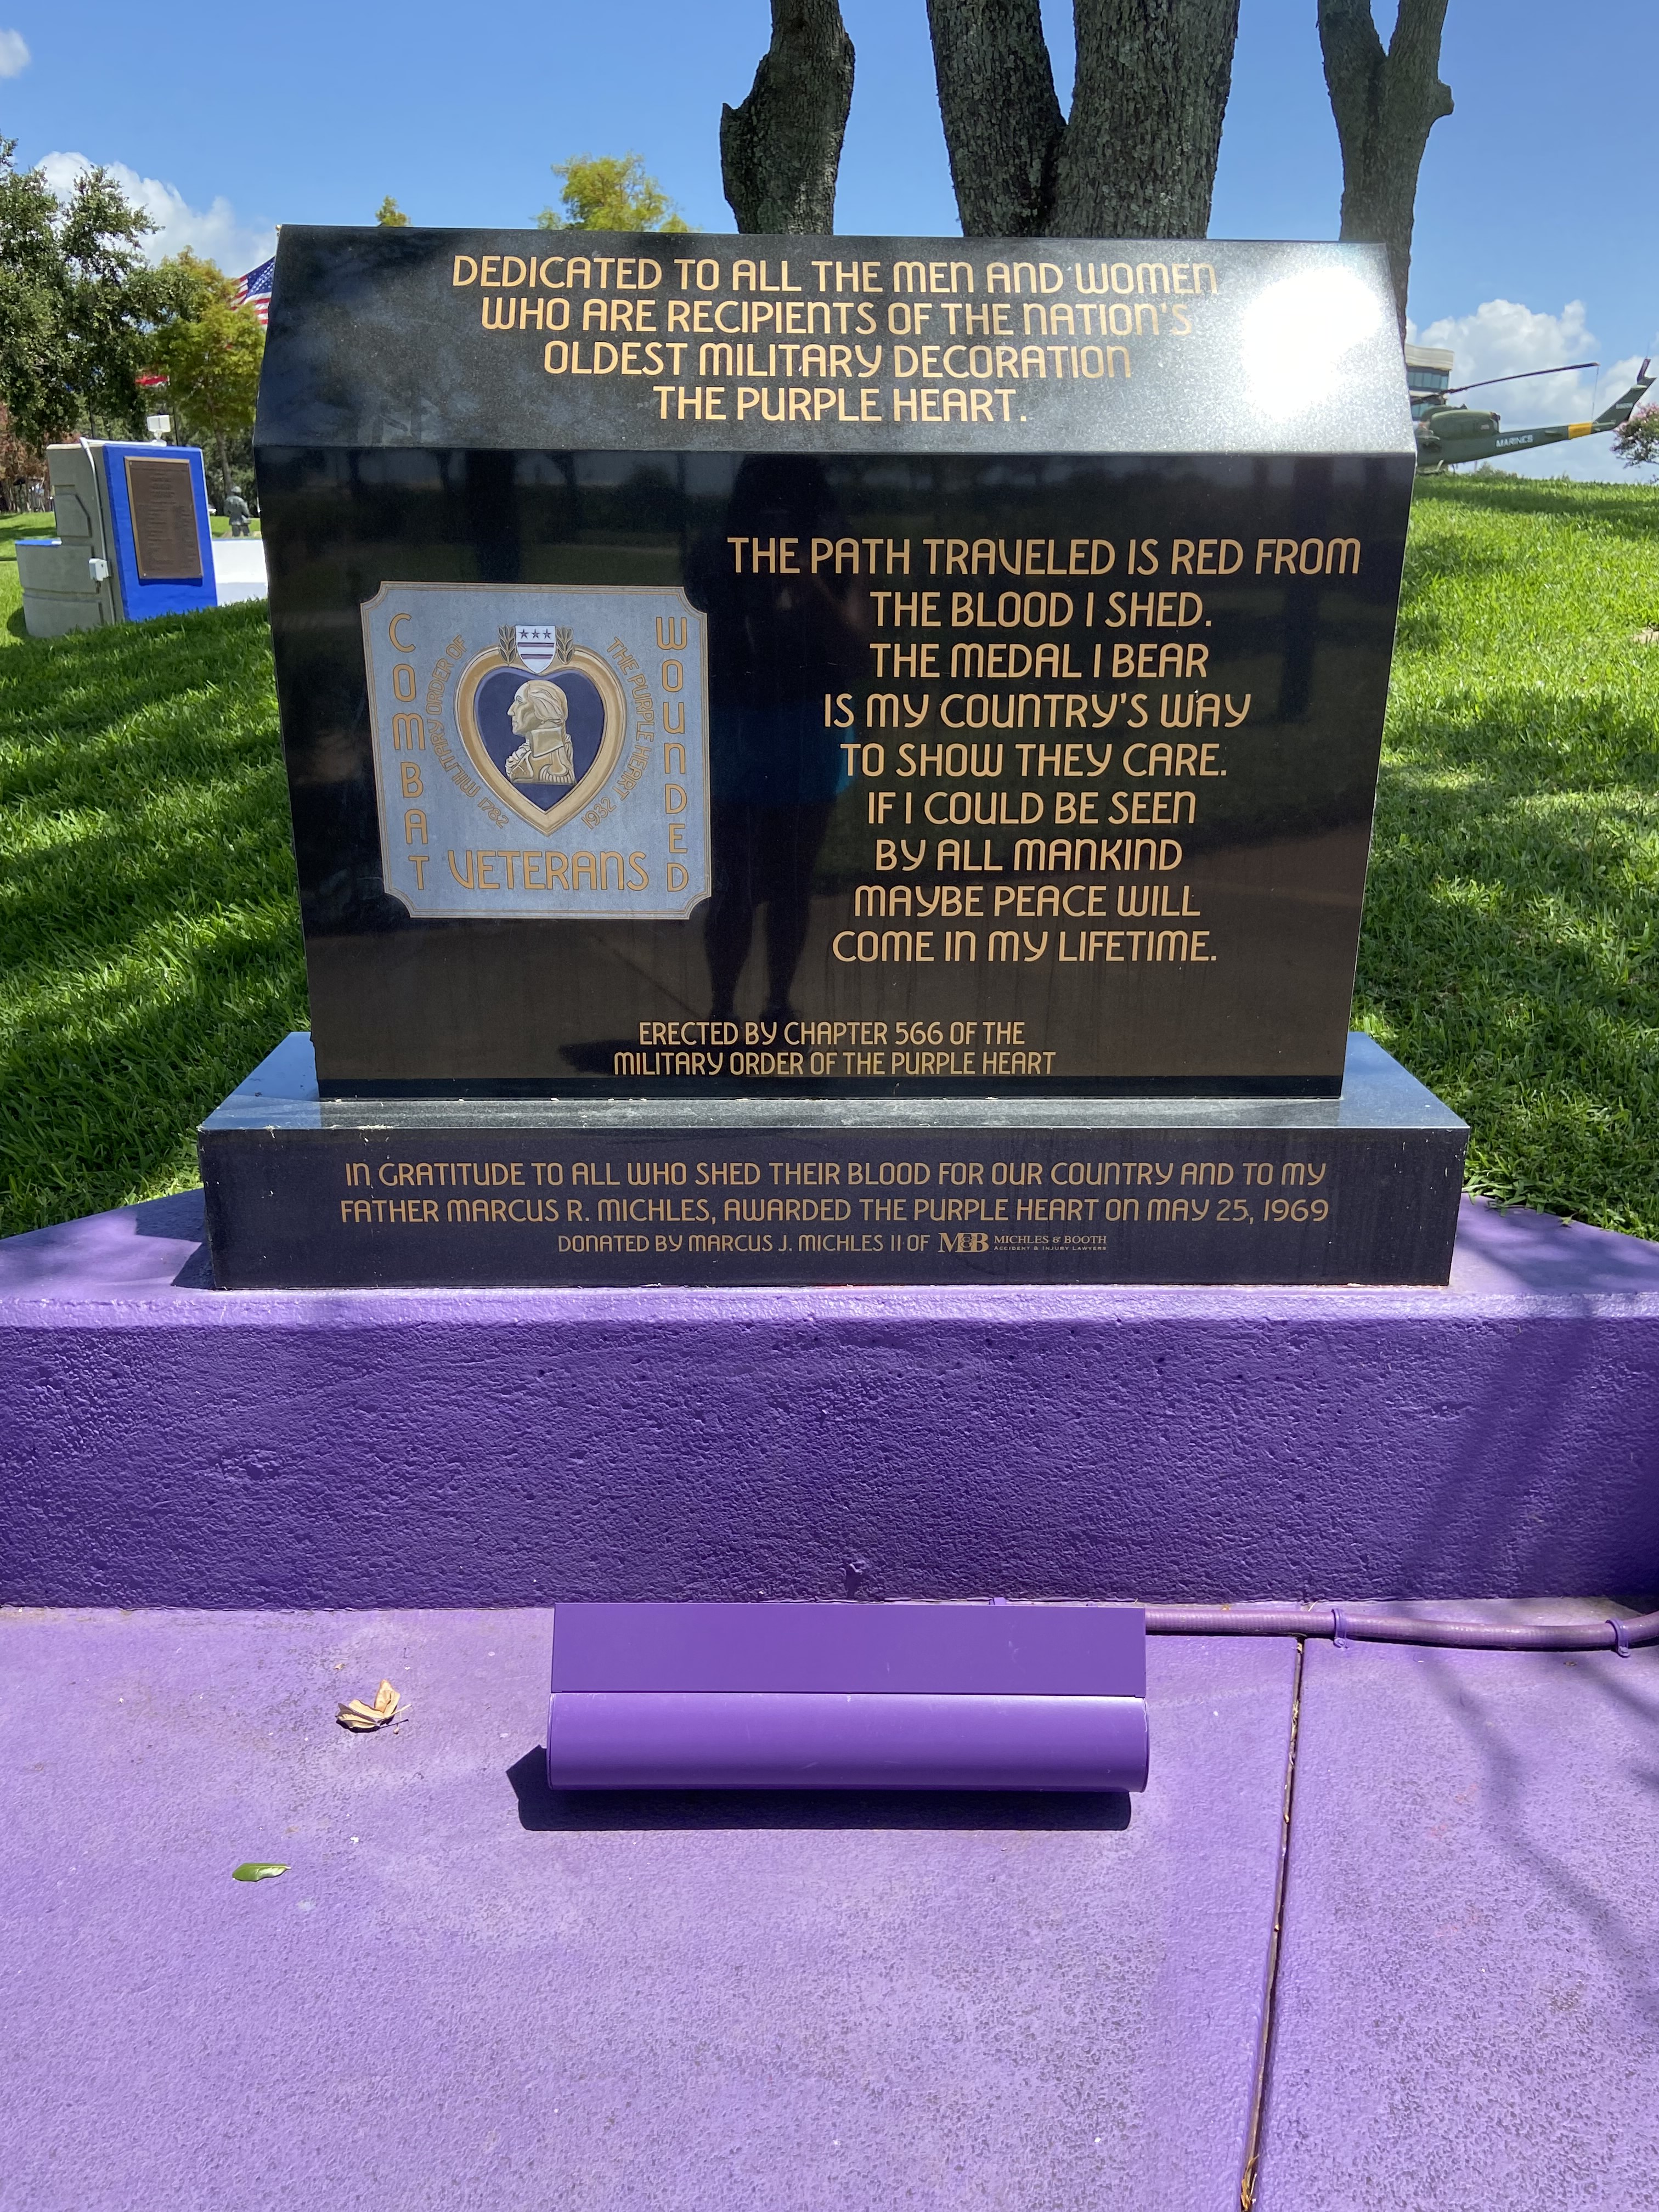 DEDICATED TO ALL THE MEN AND WOMEN
WHO ARE RECIPIENTS OF THE NATION'S
OLDEST MILITARY DECORATION
THE PURPLE HEART.
COMBAT
WOUNDED
VETERANS
MILITARY ORDER OF
THE PURPLE HEART
1782
1932
THE PATH TRAVELED IS RED FROM
THE BLOOD I SHED.
THE MEDAL I BEAR
IS MY COUNTRY'S WAY
TO SHOW THEY CARE.
IF I COULD BE SEEN
BY ALL MANKIND
MAYBE PEACE WILL
COME IN MY LIFETIME.
ERECTED BY CHAPTER 566 OF THE
MILITARY ORDER OF THE PURPLE HEART
IN GRATITUDE TO ALL WHO SHED THEIR BLOOD FOR OUR COUNTRY AND TO MY
FATHER MARCUS R. MICHLES, AWARDED THE PURPLE HEART ON MAY 25, 1969
DONATED BY MARCUS J. MICHLES II OF M&B MICHLES & BOOTH
ACCIDENT & INJURY LAWYERS
MARINES